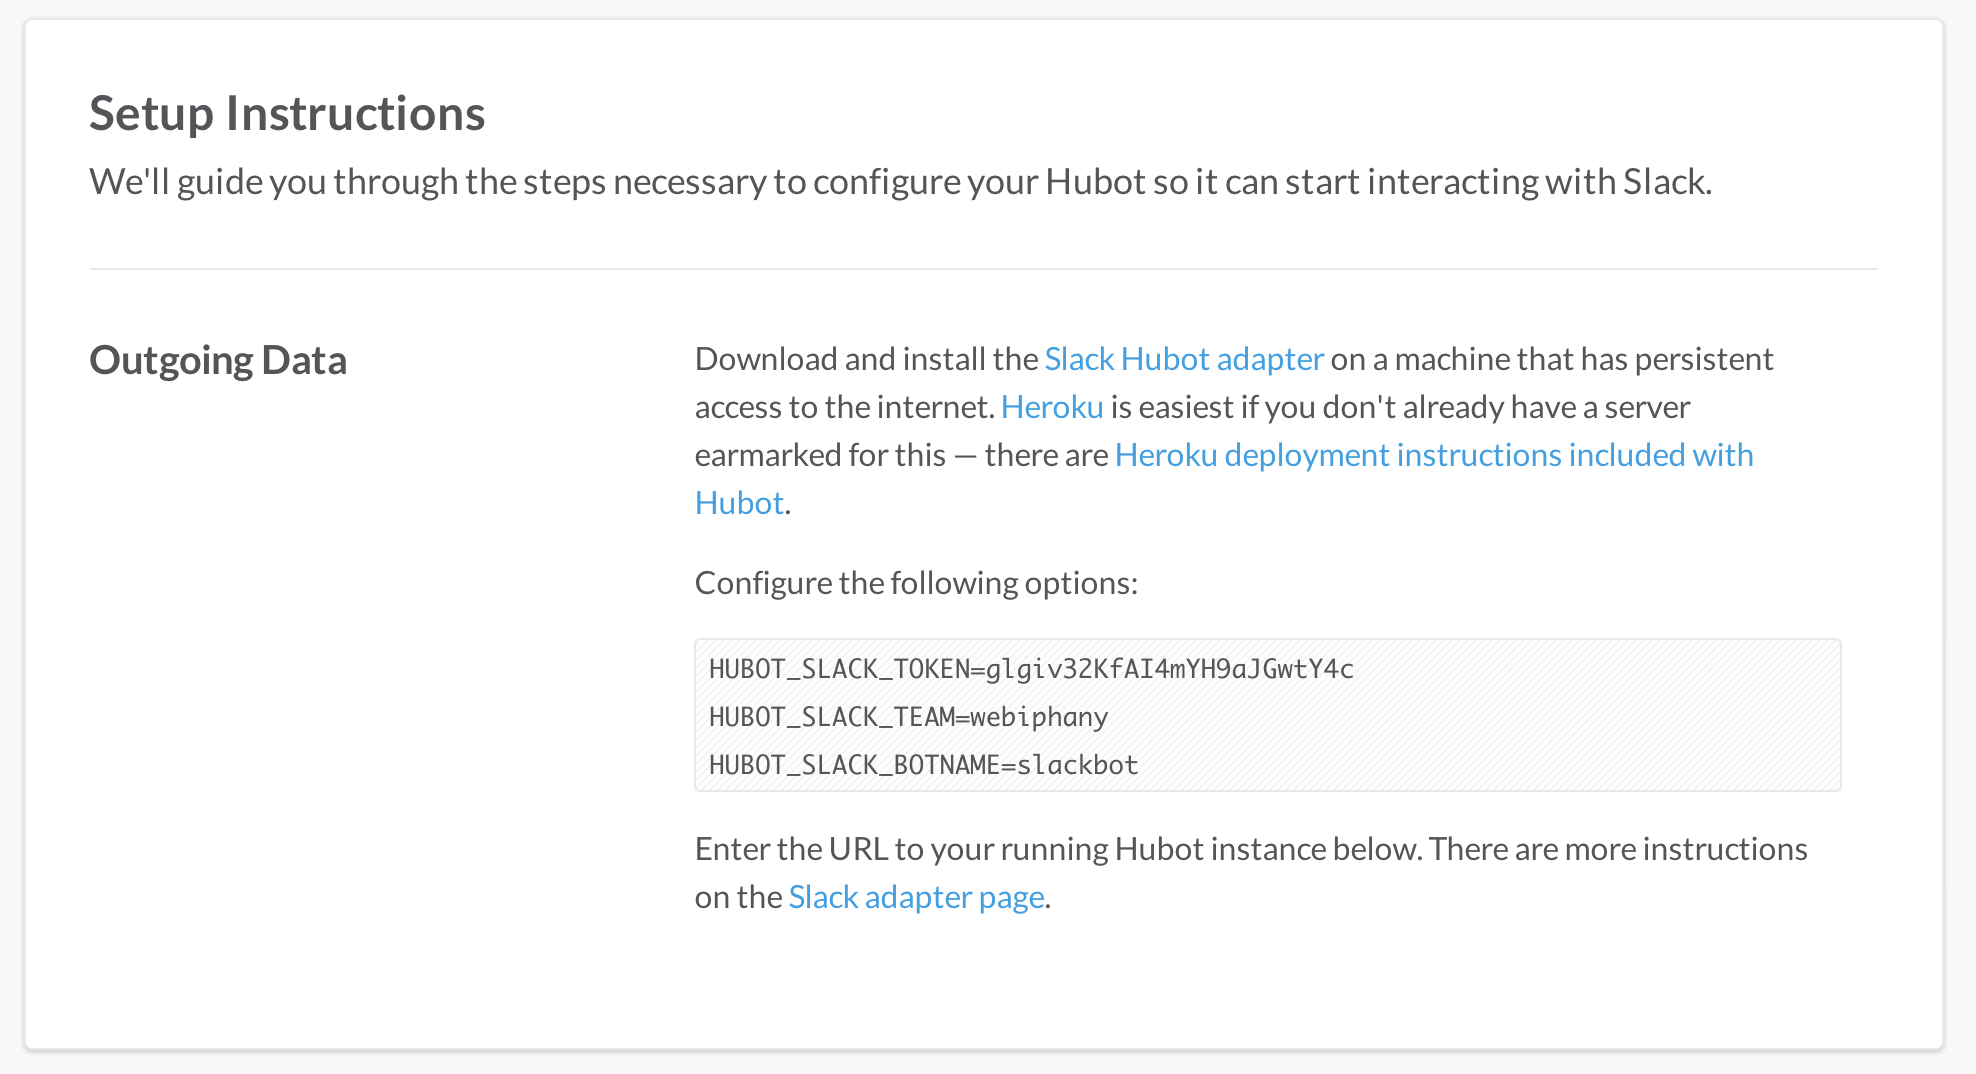 Setup Instructions
We'll guide you through the steps necessary to configure your Hubot so it can start interacting with Slack.
Outgoing Data
Download and install the Slack Hubot adapter on a machine that has persistent
access to the internet. Heroku is easiest if you don't already have a server
earmarked for this — there are Heroku deployment instructions included with
Hubot.
Configure the following options:
HUBOT_SLACK_TOKEN=glgiv32KfAI4mYH9aJGwtY4c
HUBOT_SLACK_TEAM=webiphany
HUBOT_SLACK_BOTNAME=slackbot
Enter the URL to your running Hubot instance below. There are more instructions
on the Slack adapter page.